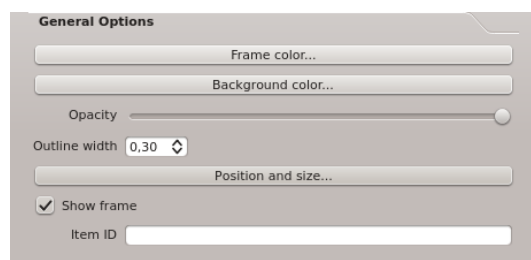 General Options
Frame color...
Background color...
Opacity
Outline width 0,30
Position and size...
Show frame
Item ID